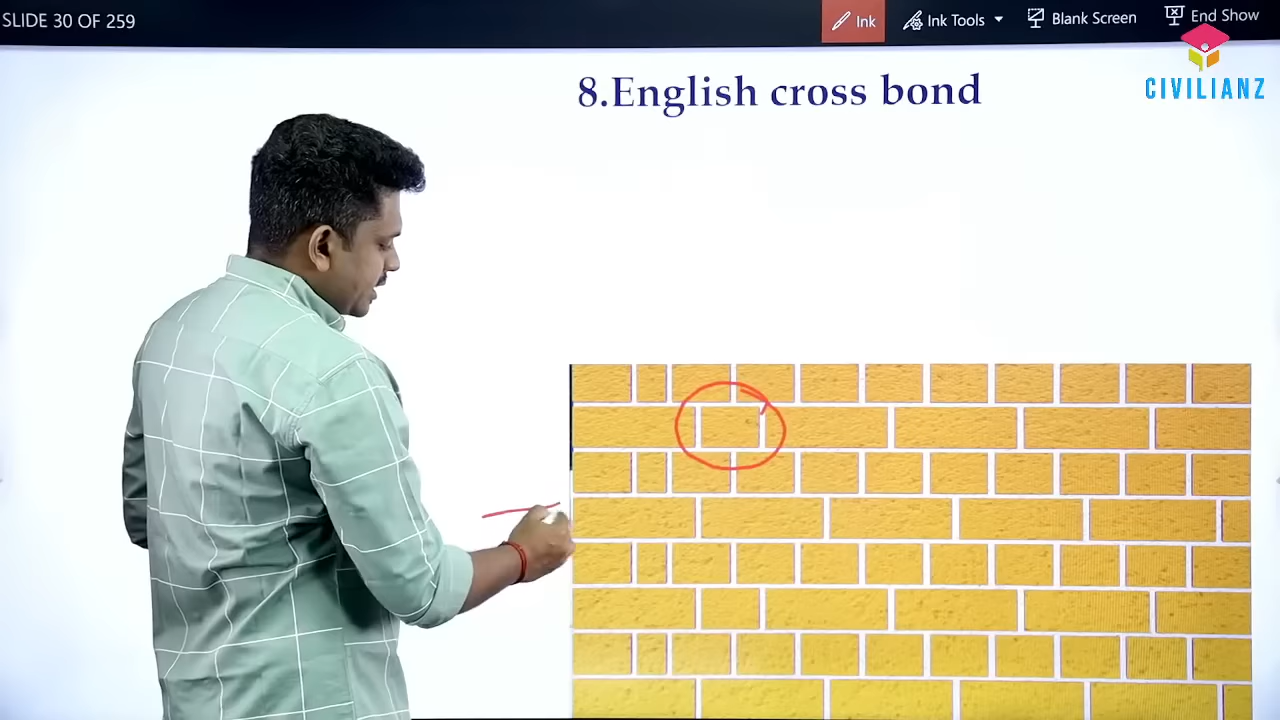 SLIDE 30 OF 259
Ink
Ink Tools
Blank Screen
End Show
CIVILIANZ
8.English cross bond